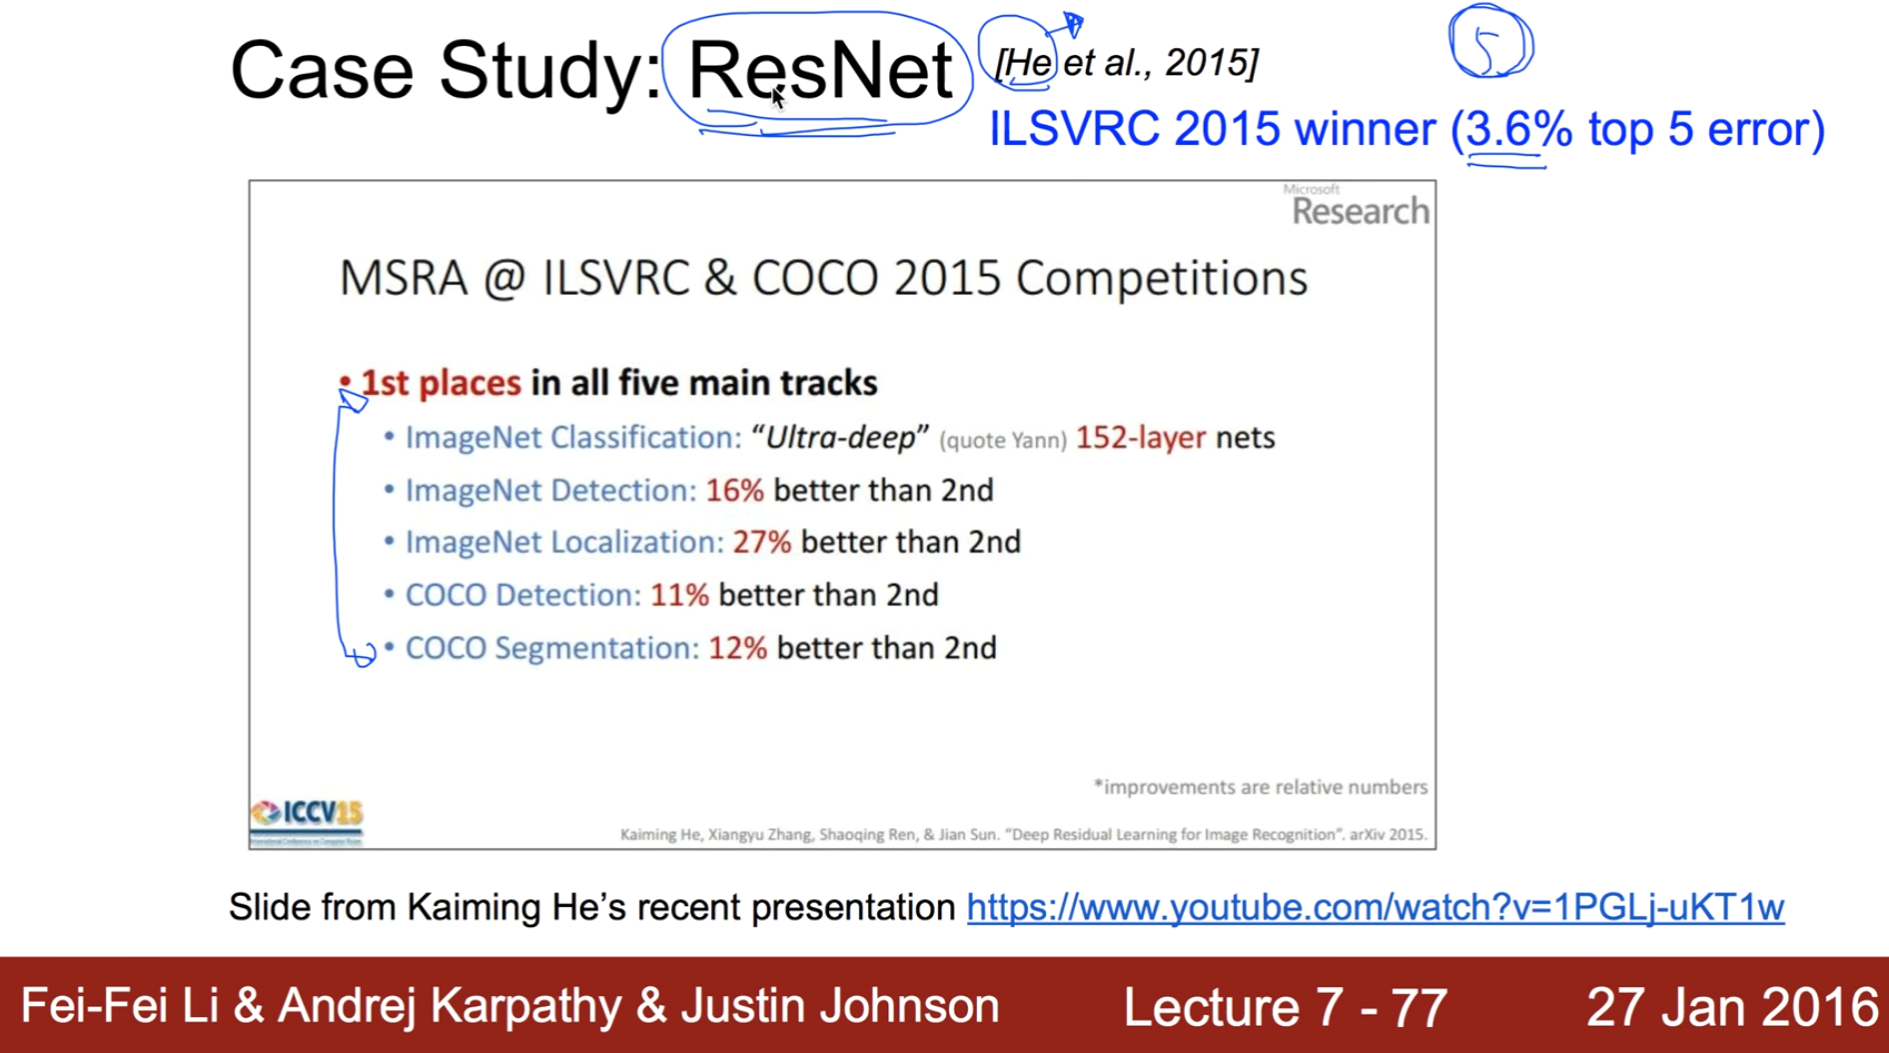 Case Study: ResNet [He et al., 2015]
5
ILSVRC 2015 winner (3.6% top 5 error)
Microsoft
Research
MSRA @ ILSVRC & COCO 2015 Competitions
• 1st places in all five main tracks
• ImageNet Classification: “Ultra-deep” (quote Yann) 152-layer nets
• ImageNet Detection: 16% better than 2nd
• ImageNet Localization: 27% better than 2nd
• COCO Detection: 11% better than 2nd
• COCO Segmentation: 12% better than 2nd
*improvements are relative numbers
ICCV15
Kaiming He, Xiangyu Zhang, Shaoqing Ren, & Jian Sun. “Deep Residual Learning for Image Recognition”. arXiv 2015.
Slide from Kaiming He’s recent presentation https://www.youtube.com/watch?v=1PGLj-uKT1w
Fei-Fei Li & Andrej Karpathy & Justin Johnson Lecture 7 - 77 27 Jan 2016